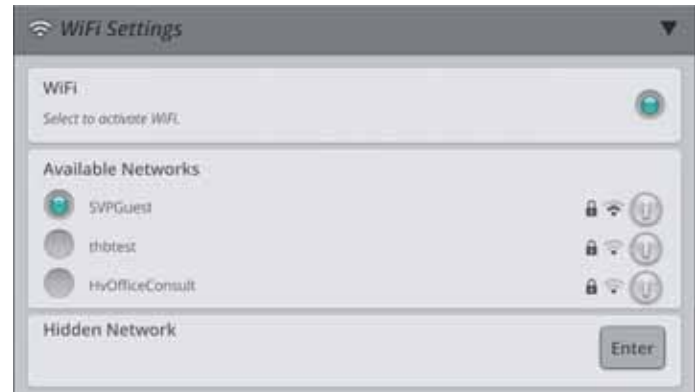 WiFi Settings
WiFi
Select to activate WiFi.
Available Networks
SVPGuest
thbtest
HvOfficeConsult
Hidden Network
Enter